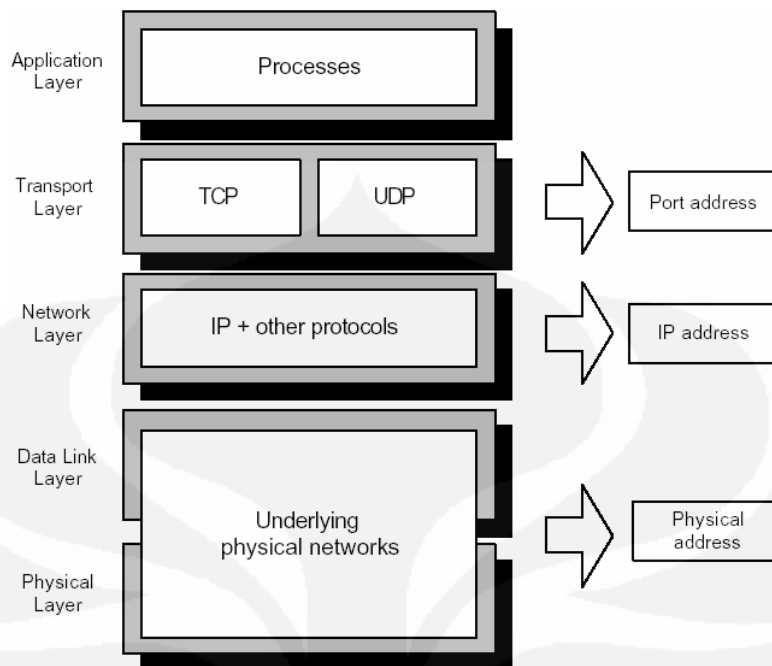 Application
Layer
Processes
Transport
Layer
TCP
UDP
Port address
Network
Layer
IP + other protocols
IP address
Data Link
Layer
Underlying
physical networks
Physical
address
Physical
Layer